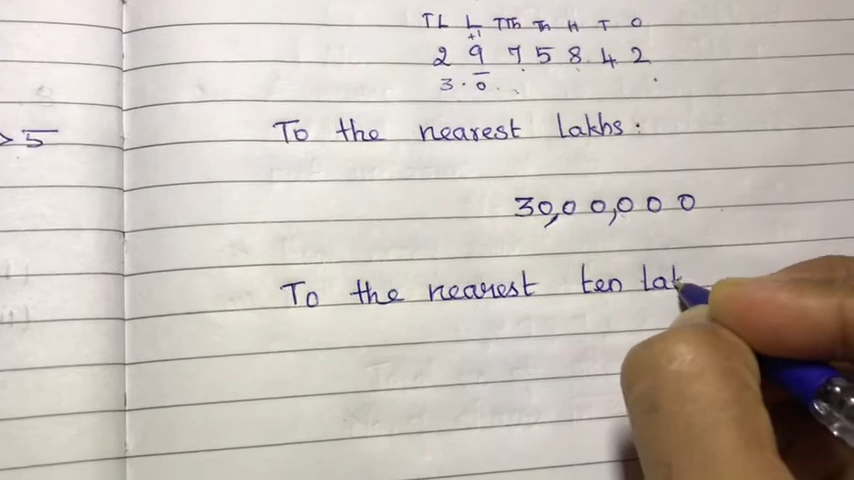 TL L TTh Th H T O
+1
2 9 7 5 8 4 2
3 0
> 5
To the nearest lakhs:
30,00,000
To the nearest ten lak